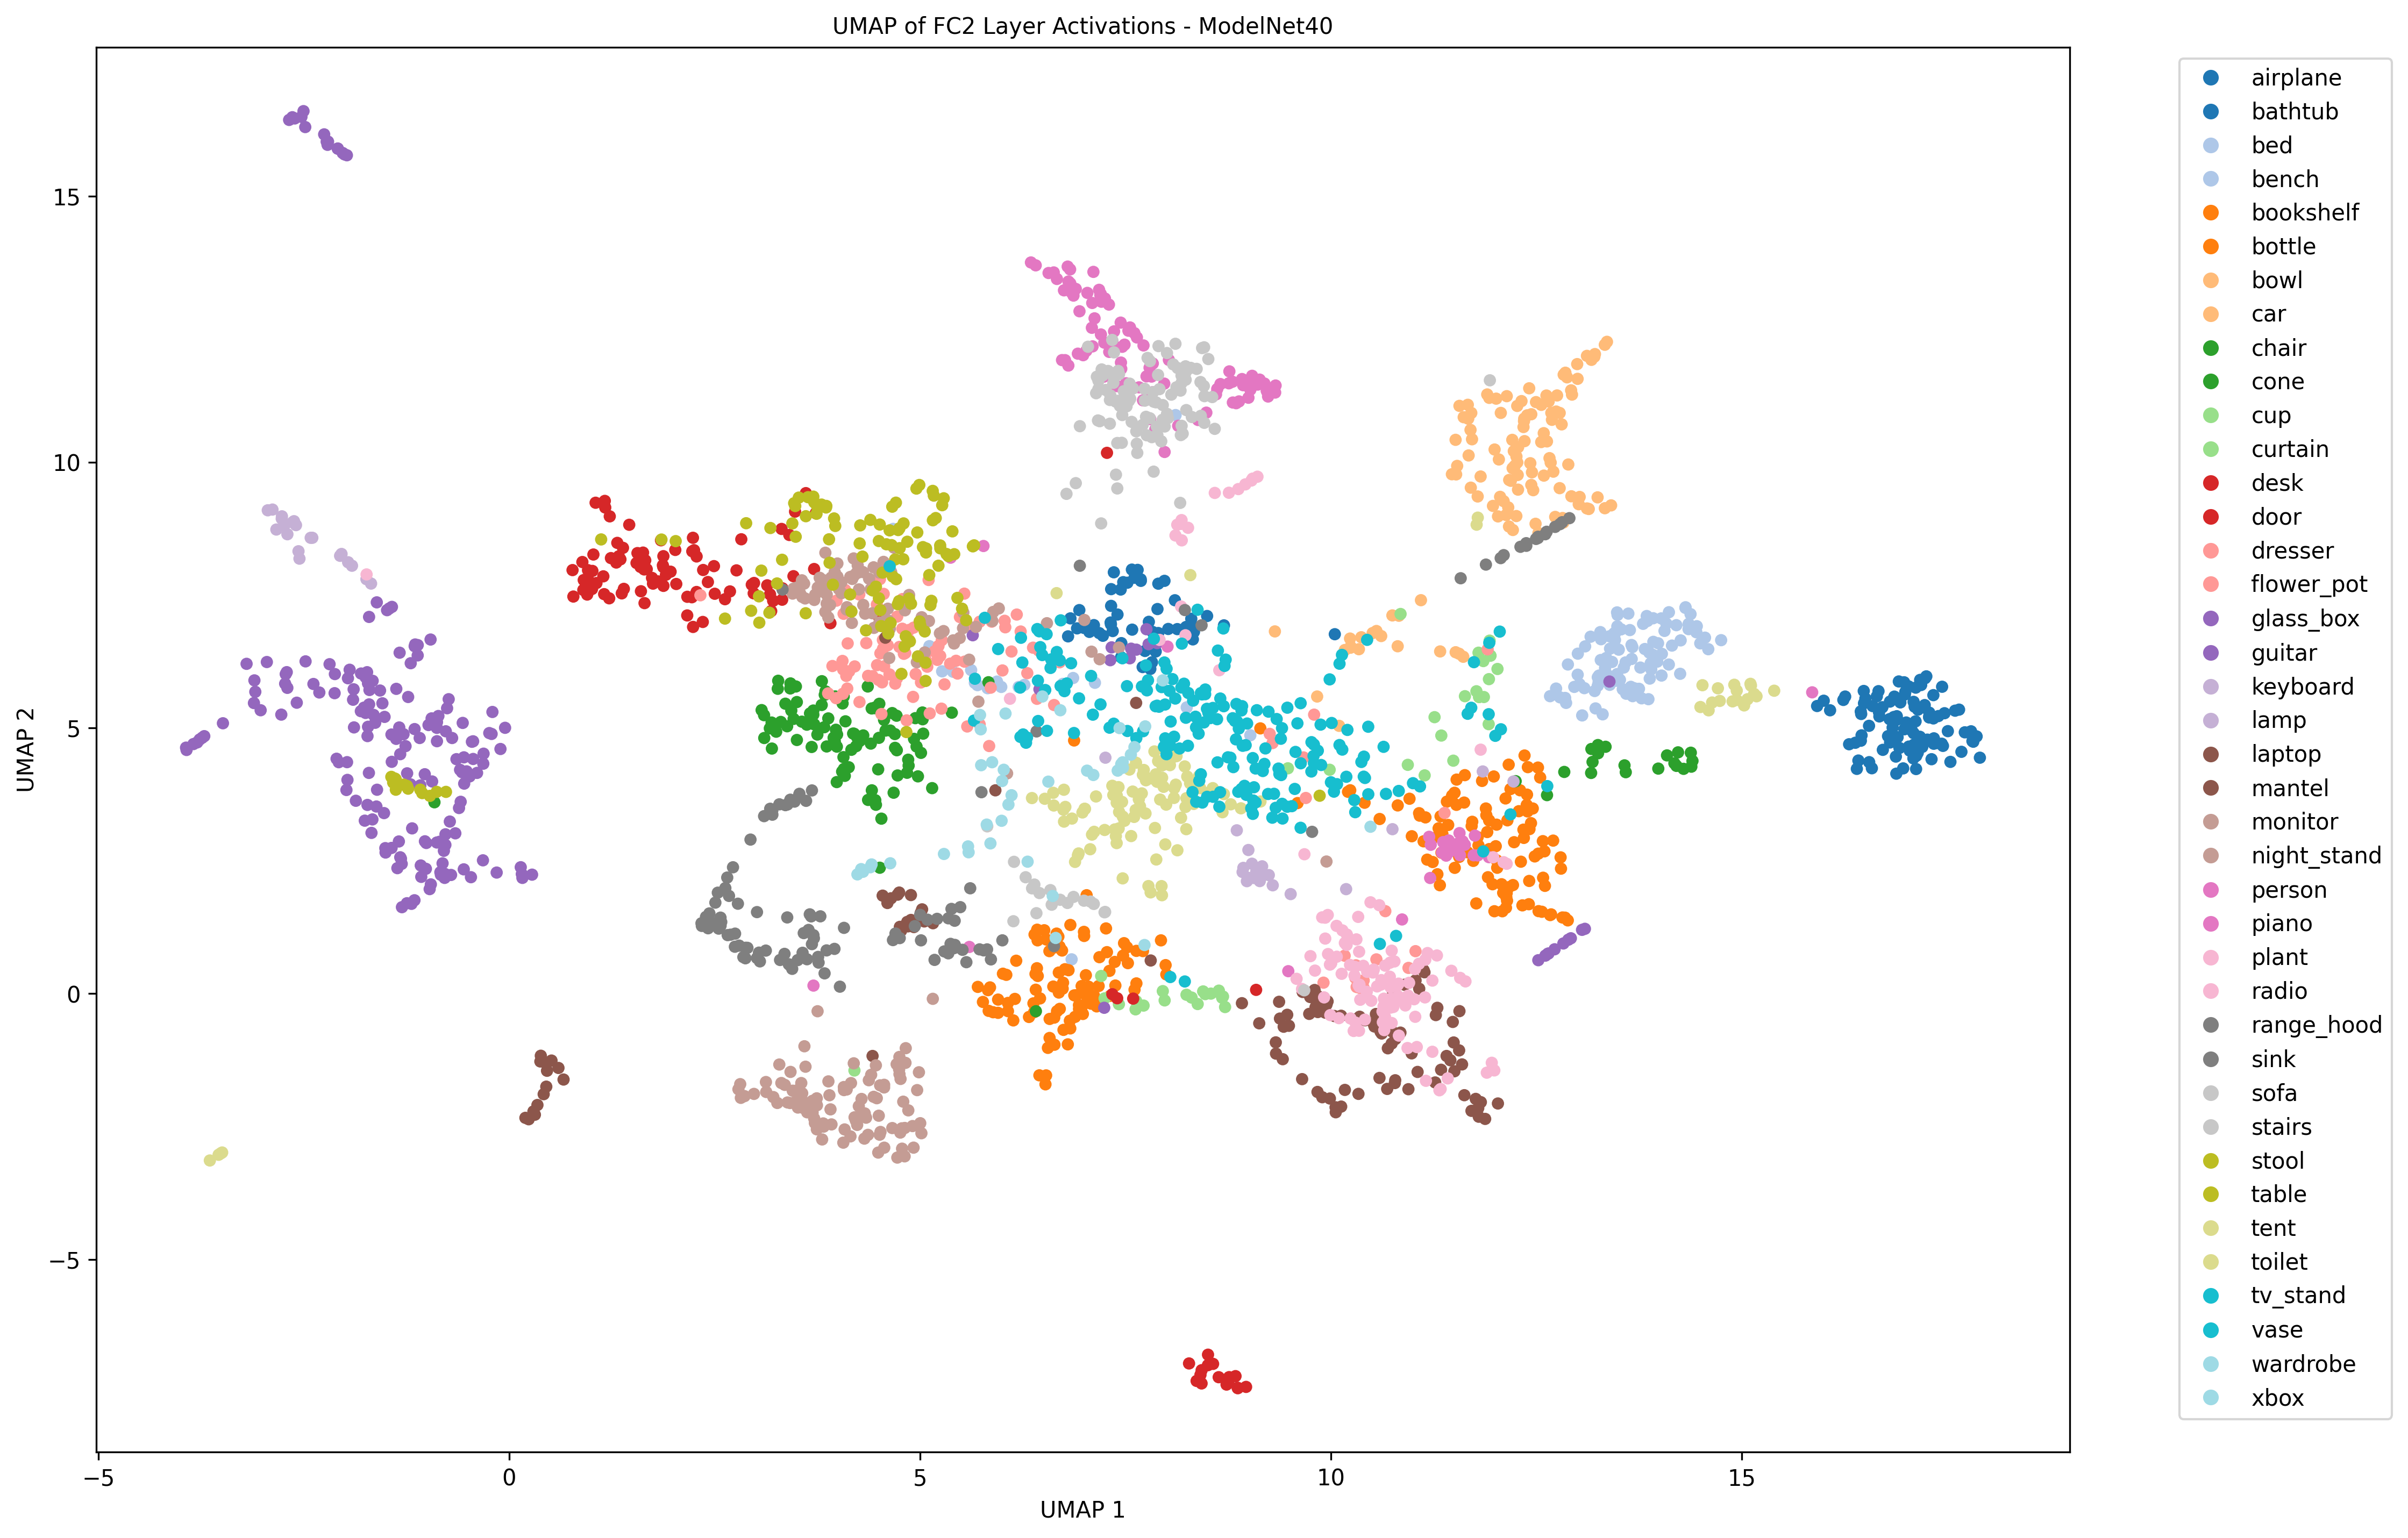 UMAP of FC2 Layer Activations - ModelNet40
15
10
5
0
−5
UMAP 2
−5
0
5
10
15
UMAP 1
airplane
bathtub
bed
bench
bookshelf
bottle
bowl
car
chair
cone
cup
curtain
desk
door
dresser
flower_pot
glass_box
guitar
keyboard
lamp
laptop
mantel
monitor
night_stand
person
piano
plant
radio
range_hood
sink
sofa
stairs
stool
table
tent
toilet
tv_stand
vase
wardrobe
xbox